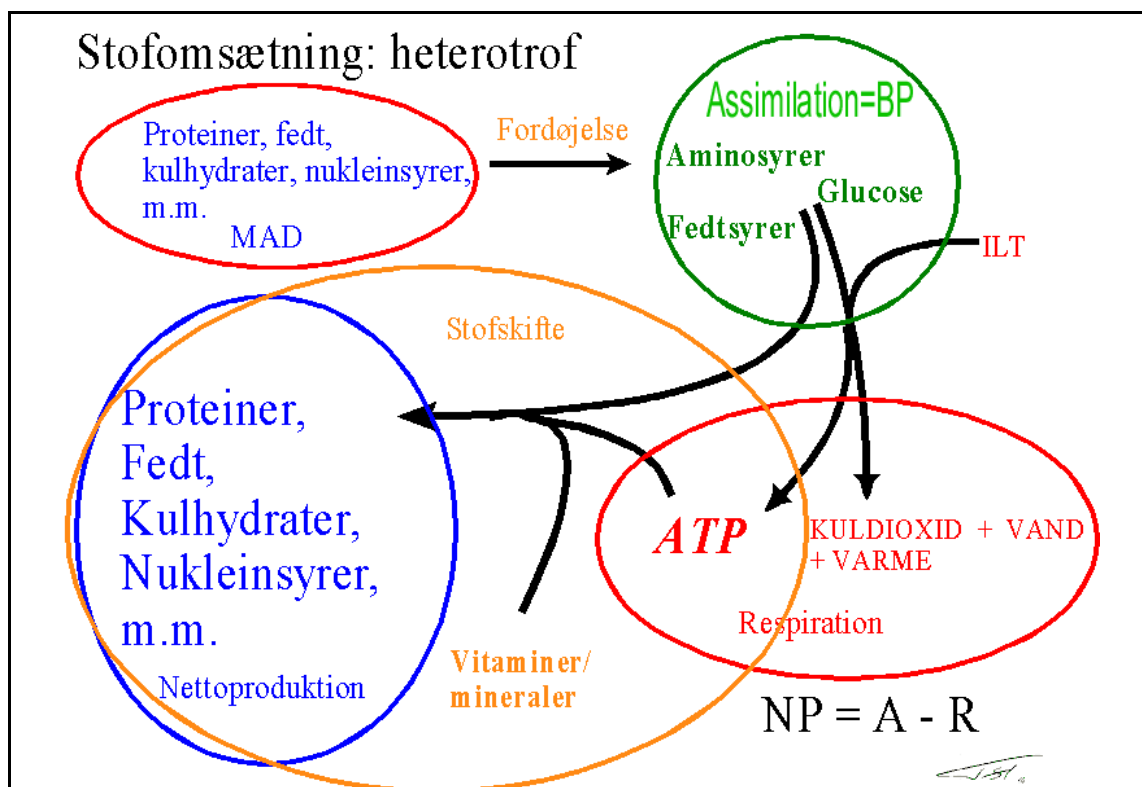 Stofomsætning: heterotrof
Proteiner, fedt,
kulhydrater, nukleinsyrer,
m.m.
MAD
Fordøjelse
Assimilation=BP
Aminosyrer
Glucose
Fedtsyrer
ILT
Stofskifte
Proteiner,
Fedt,
Kulhydrater,
Nukleinsyrer,
m.m.
Nettoproduktion
Vitaminer/
mineraler
ATP
KULDIOXID + VAND
+ VARME
Respiration
NP = A - R